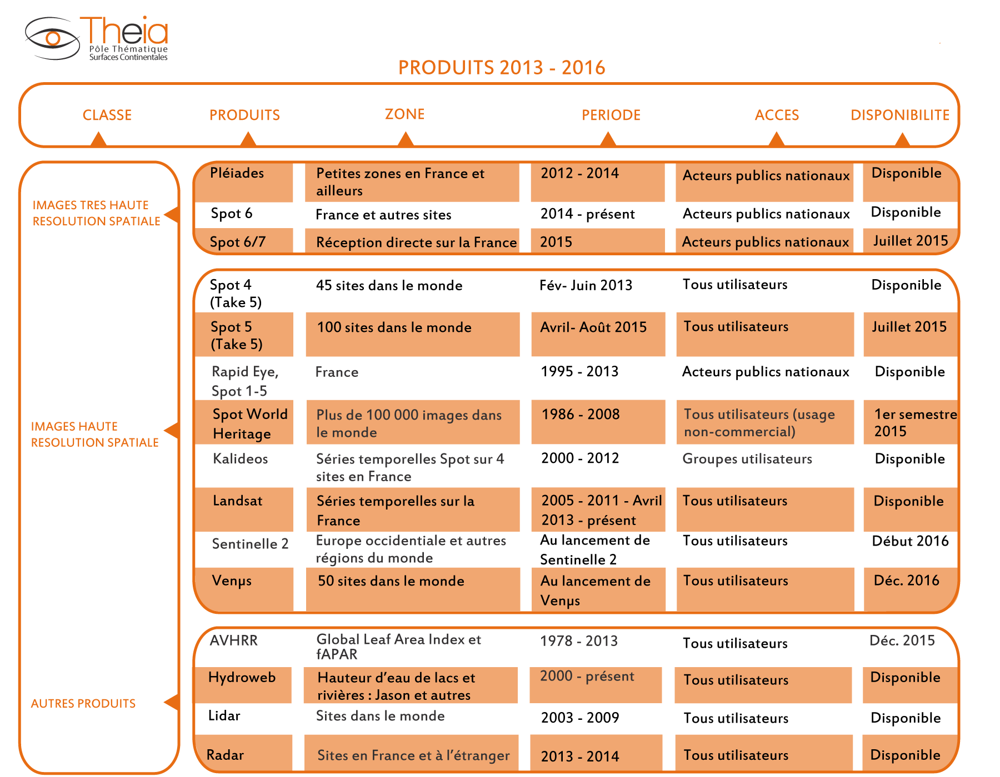 Theia
Pôle Thématique
Surfaces Continentales
PRODUITS 2013 - 2016
CLASSE
PRODUITS
ZONE
PERIODE
ACCES
DISPONIBILITE
IMAGES TRES HAUTE
RESOLUTION SPATIALE
Pléiades
Petites zones en France et
ailleurs
2012 - 2014
Acteurs publics nationaux
Disponible
Spot 6
France et autres sites
2014 - présent
Acteurs publics nationaux
Disponible
Spot 6/7
Réception directe sur la France
2015
Acteurs publics nationaux
Juillet 2015
IMAGES HAUTE
RESOLUTION SPATIALE
Spot 4
(Take 5)
45 sites dans le monde
Fév- Juin 2013
Tous utilisateurs
Disponible
Spot 5
(Take 5)
100 sites dans le monde
Avril- Août 2015
Tous utilisateurs
Juillet 2015
Rapid Eye,
Spot 1-5
France
1995 - 2013
Acteurs publics nationaux
Disponible
Spot World
Heritage
Plus de 100 000 images dans
le monde
1986 - 2008
Tous utilisateurs (usage
non-commercial)
1er semestre
2015
Kalideos
Séries temporelles Spot sur 4
sites en France
2000 - 2012
Groupes utilisateurs
Disponible
Landsat
Séries temporelles sur la
France
2005 - 2011 - Avril
2013 - présent
Tous utilisateurs
Disponible
Sentinelle 2
Europe occidentiale et autres
régions du monde
Au lancement de
Sentinelle 2
Tous utilisateurs
Début 2016
Venµs
50 sites dans le monde
Au lancement de
Venµs
Tous utilisateurs
Déc. 2016
AUTRES PRODUITS
AVHRR
Global Leaf Area Index et
fAPAR
1978 - 2013
Tous utilisateurs
Déc. 2015
Hydroweb
Hauteur d’eau de lacs et
rivières : Jason et autres
2000 - présent
Tous utilisateurs
Disponible
Lidar
Sites dans le monde
2003 - 2009
Tous utilisateurs
Disponible
Radar
Sites en France et à l’étranger
2013 - 2014
Tous utilisateurs
Disponible